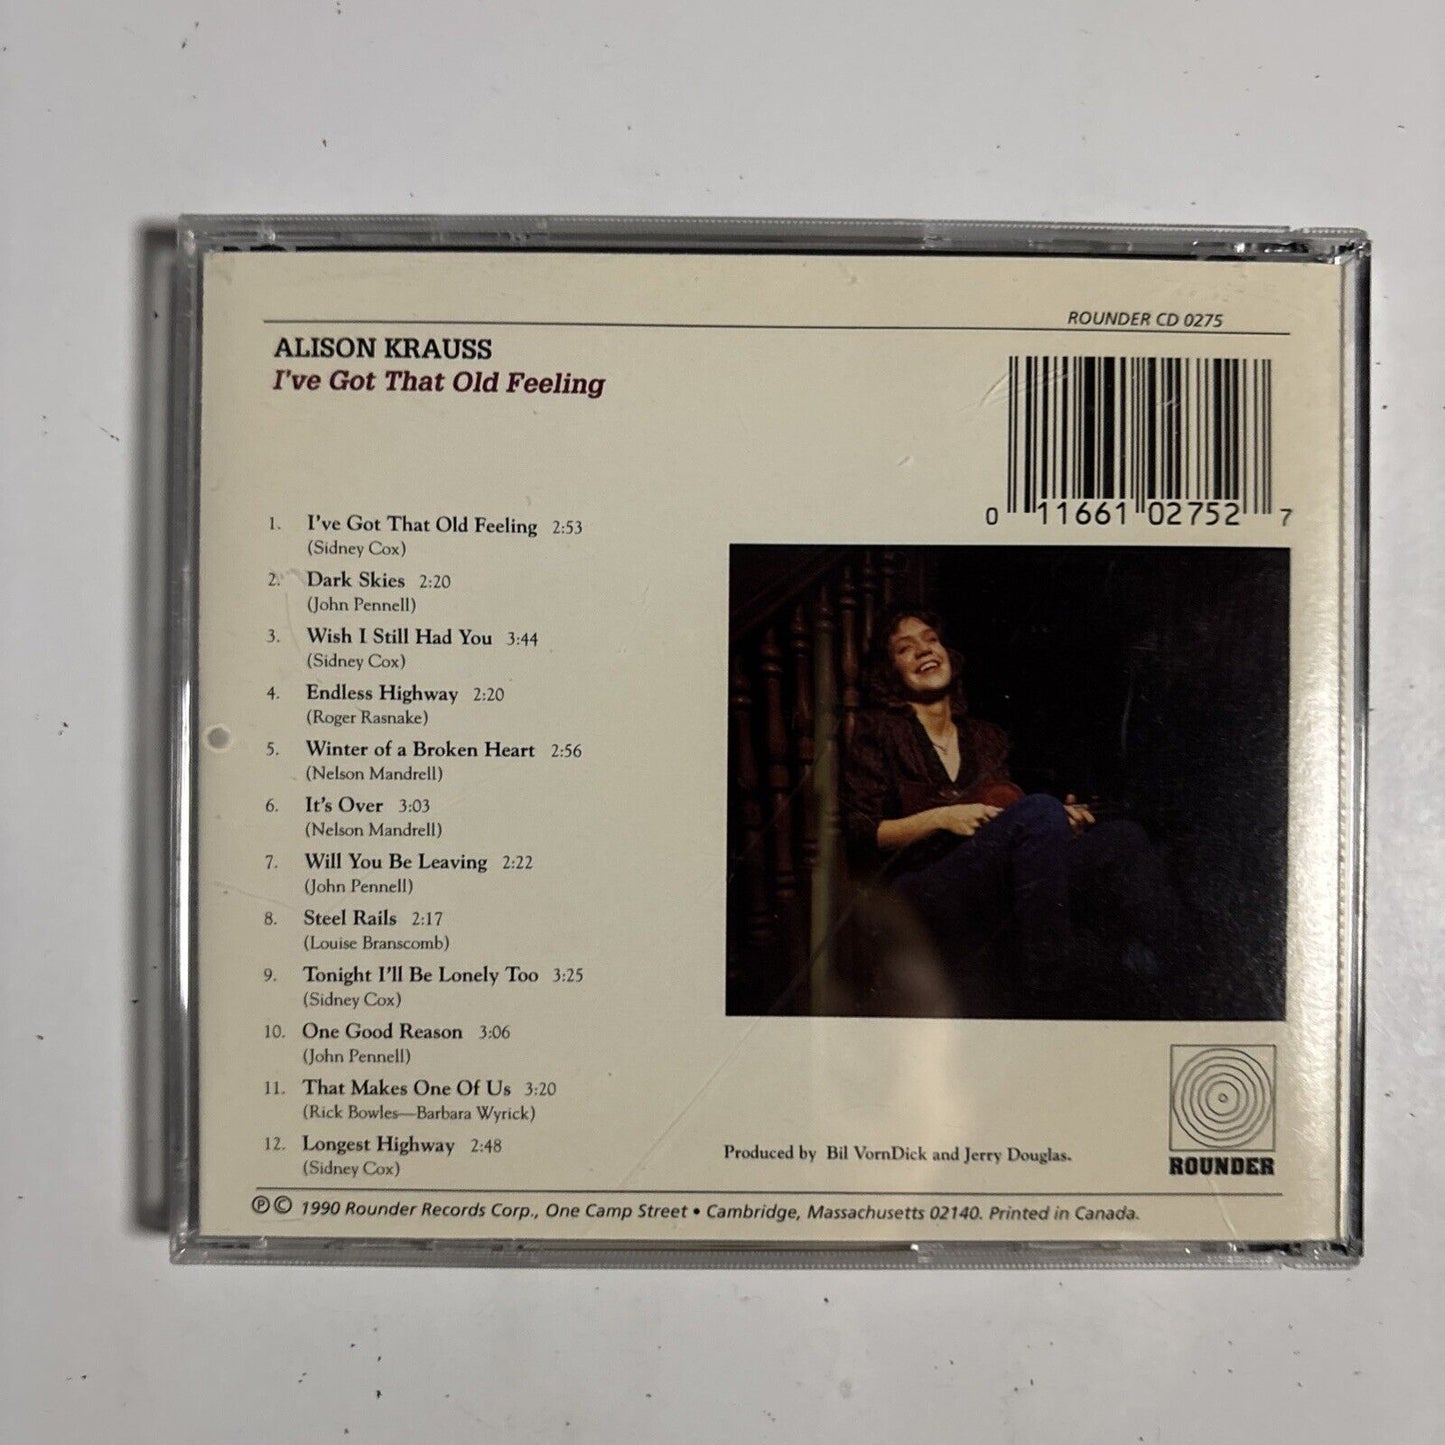 ROUNDER CD 0275
ALISON KRAUSS
I've Got That Old Feeling
0 11661 02752 7
1. I've Got That Old Feeling 2:53
(Sidney Cox)
2. Dark Skies 2:20
(John Pennell)
3. Wish I Still Had You 3:44
(Sidney Cox)
4. Endless Highway 2:20
(Roger Rasnake)
5. Winter of a Broken Heart 2:56
(Nelson Mandrell)
6. It's Over 3:03
(Nelson Mandrell)
7. Will You Be Leaving 2:22
(John Pennell)
8. Steel Rails 2:17
(Louise Branscomb)
9. Tonight I'll Be Lonely Too 3:25
(Sidney Cox)
10. One Good Reason 3:06
(John Pennell)
11. That Makes One Of Us 3:20
(Rick Bowles—Barbara Wyrick)
12. Longest Highway 2:48
(Sidney Cox)
Produced by Bil VornDick and Jerry Douglas.
ROUNDER
℗© 1990 Rounder Records Corp., One Camp Street • Cambridge, Massachusetts 02140. Printed in Canada.